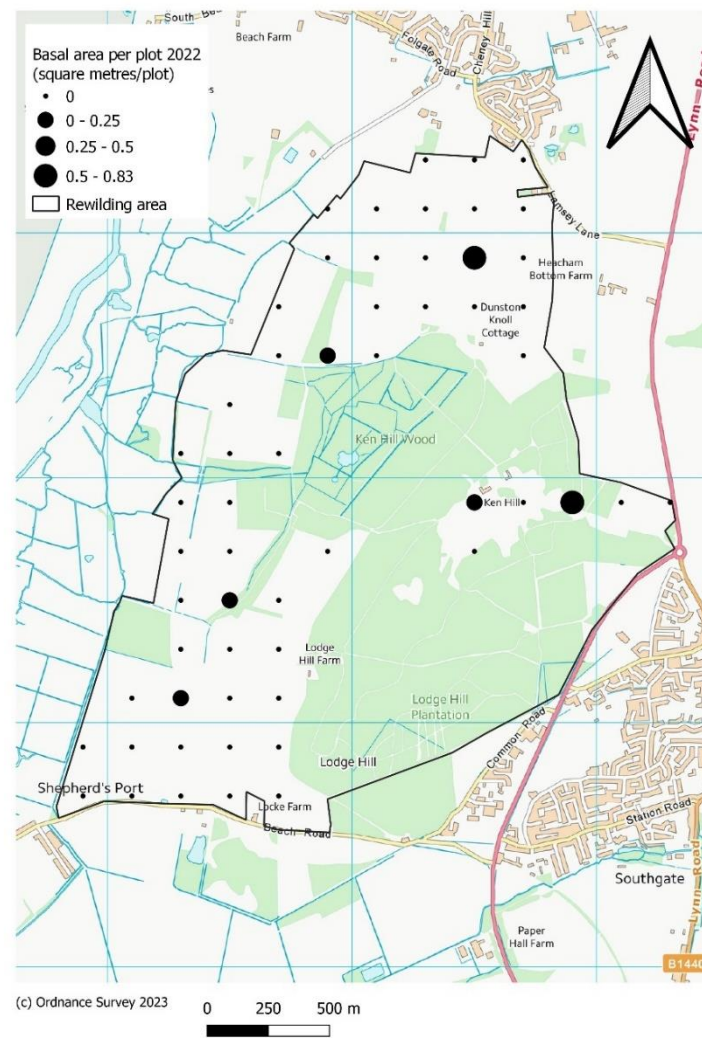 South Be
Beach Farm
Folgate Road
Cheney Hill
Lynn Ro
Basal area per plot 2022
(square metres/plot)
0
0 - 0.25
0.25 - 0.5
0.5 - 0.83
Rewilding area
Lamsey Lane
Heacham
Bottom Farm
Dunston
Knoll
Cottage
Ken Hill Wood
Ken Hill
Lodge
Hill Farm
Lodge Hill
Plantation
Lodge Hill
Common Road
Shepherd's Port
Locke Farm
Beach Road
Station Road
Southgate
Lynn Road
Paper
Hall Farm
B1440
(c) Ordnance Survey 2023
0 250 500 m